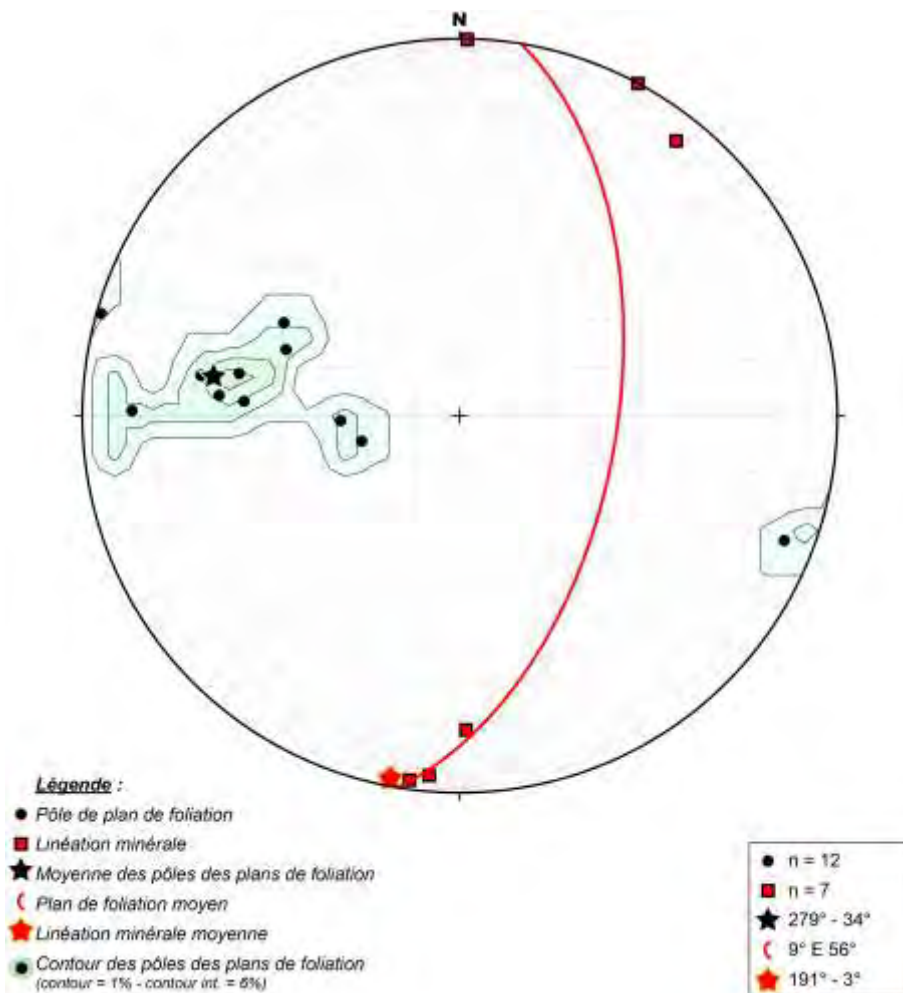 N
Légende :
Pôle de plan de foliation
Linéation minérale
Moyenne des pôles des plans de foliation
Plan de foliation moyen
Linéation minérale moyenne
Contour des pôles des plans de foliation
(contour = 1% - contour int. = 6%)
n = 12
n = 7
279° - 34°
9° E 56°
191° - 3°